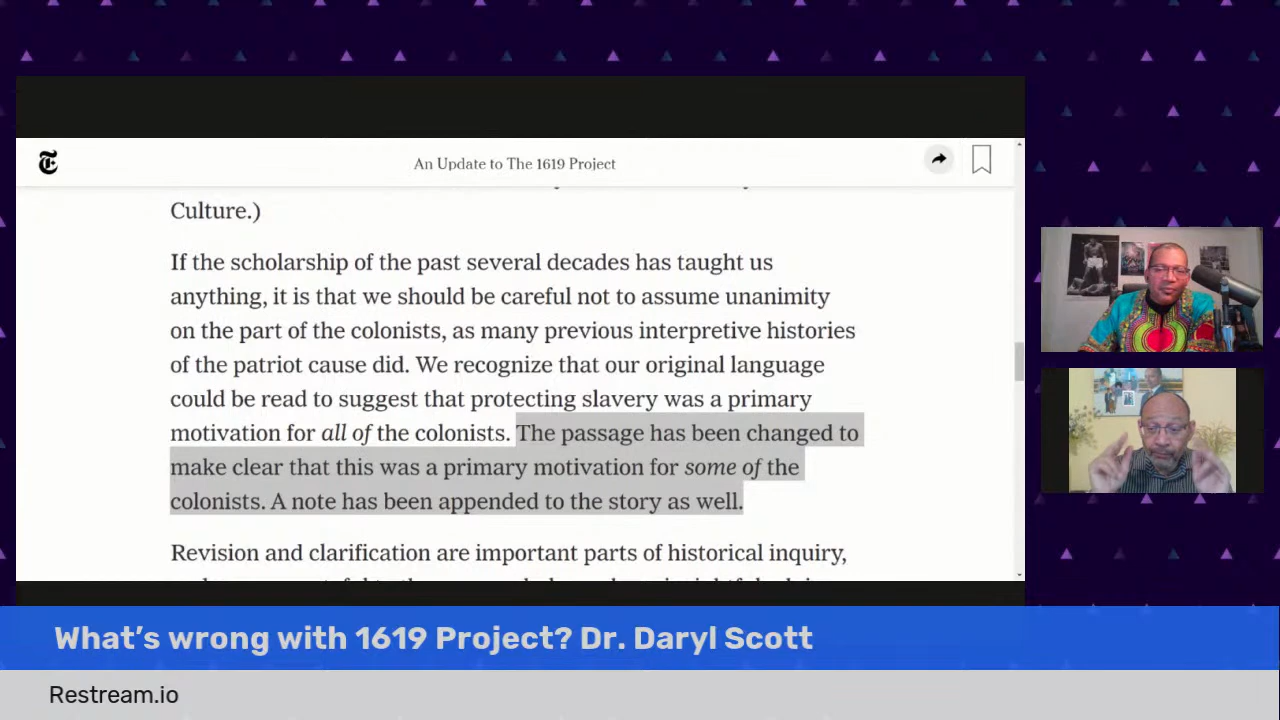 An Update to The 1619 Project
Culture.)
If the scholarship of the past several decades has taught us
anything, it is that we should be careful not to assume unanimity
on the part of the colonists, as many previous interpretive histories
of the patriot cause did. We recognize that our original language
could be read to suggest that protecting slavery was a primary
motivation for all of the colonists. The passage has been changed to
make clear that this was a primary motivation for some of the
colonists. A note has been appended to the story as well.
Revision and clarification are important parts of historical inquiry,
What's wrong with 1619 Project? Dr. Daryl Scott
Restream.io